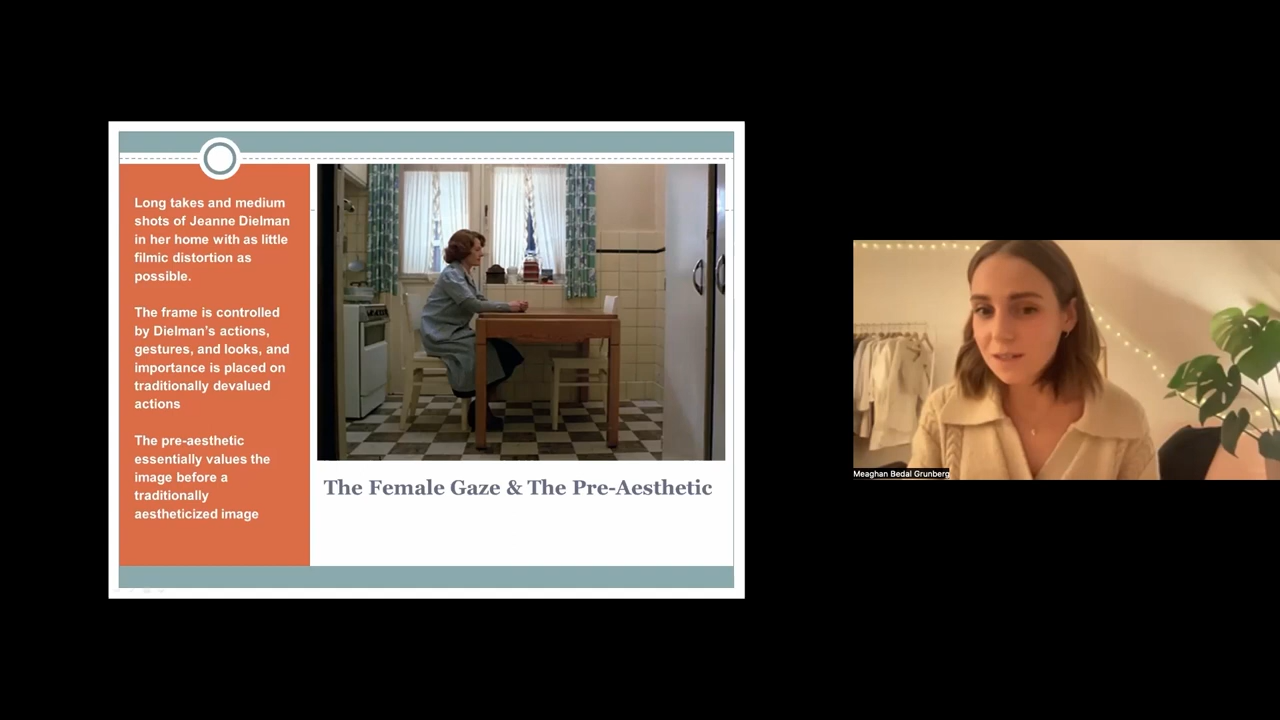 Long takes and medium
shots of Jeanne Dielman
in her home with as little
filmic distortion as
possible.
The frame is controlled
by Dielman's actions,
gestures, and looks, and
importance is placed on
traditionally devalued
actions
The pre-aesthetic
essentially values the
image before a
traditionally
aestheticized image
The Female Gaze & The Pre-Aesthetic
Meaghan Bedal Grunberg